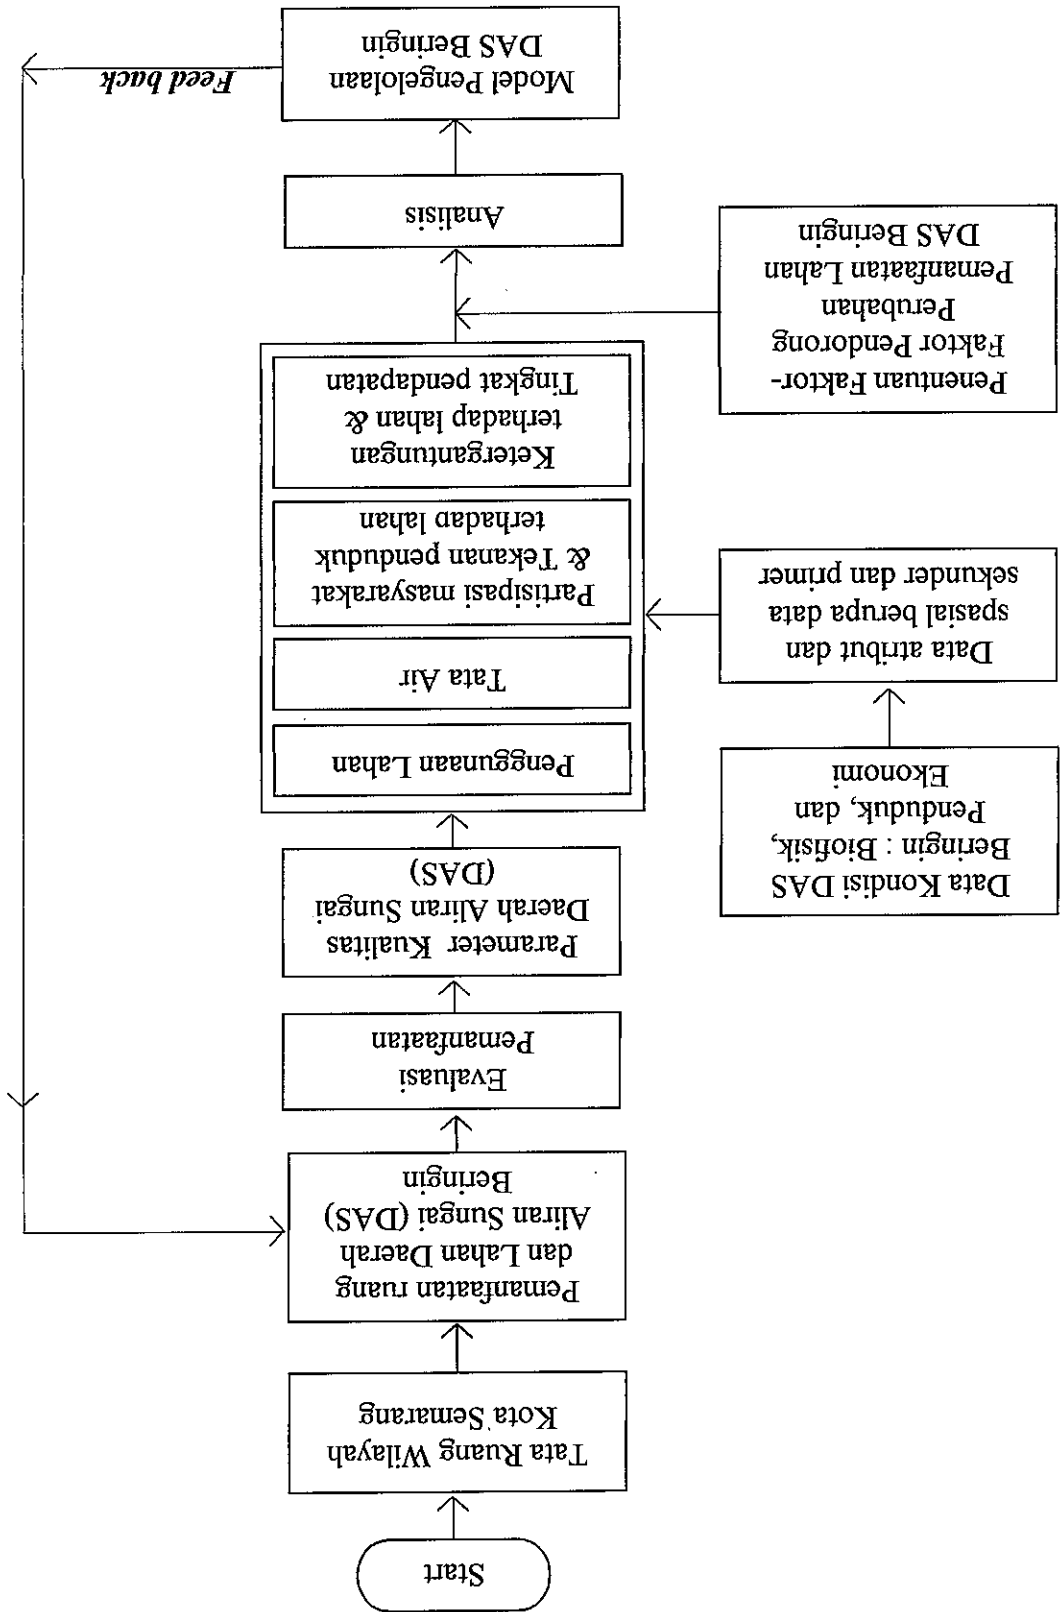 Start
Tata Ruang Wilayah
Kota Semarang
Pemanfaatan ruang
dan Lahan Daerah
Aliran Sungai (DAS)
Beringin
Evaluasi
Pemanfaatan
Parameter Kualitas
Daerah Aliran Sungai
(DAS)
Data Kondisi DAS
Beringin : Biofisik,
Penduduk, dan
Ekonomi
Data atribut dan
spasial berupa data
sekunder dan primer
Penggunaan Lahan
Tata Air
Partisipasi masyarakat
& Tekanan penduduk
terhadap lahan
Ketergantungan
terhadap lahan &
Tingkat pendapatan
Penentuan Faktor-
Faktor Pendorong
Perubahan
Pemanfaatan Lahan
DAS Beringin
Analisis
Model Pengelolaan
DAS Beringin
Feed back